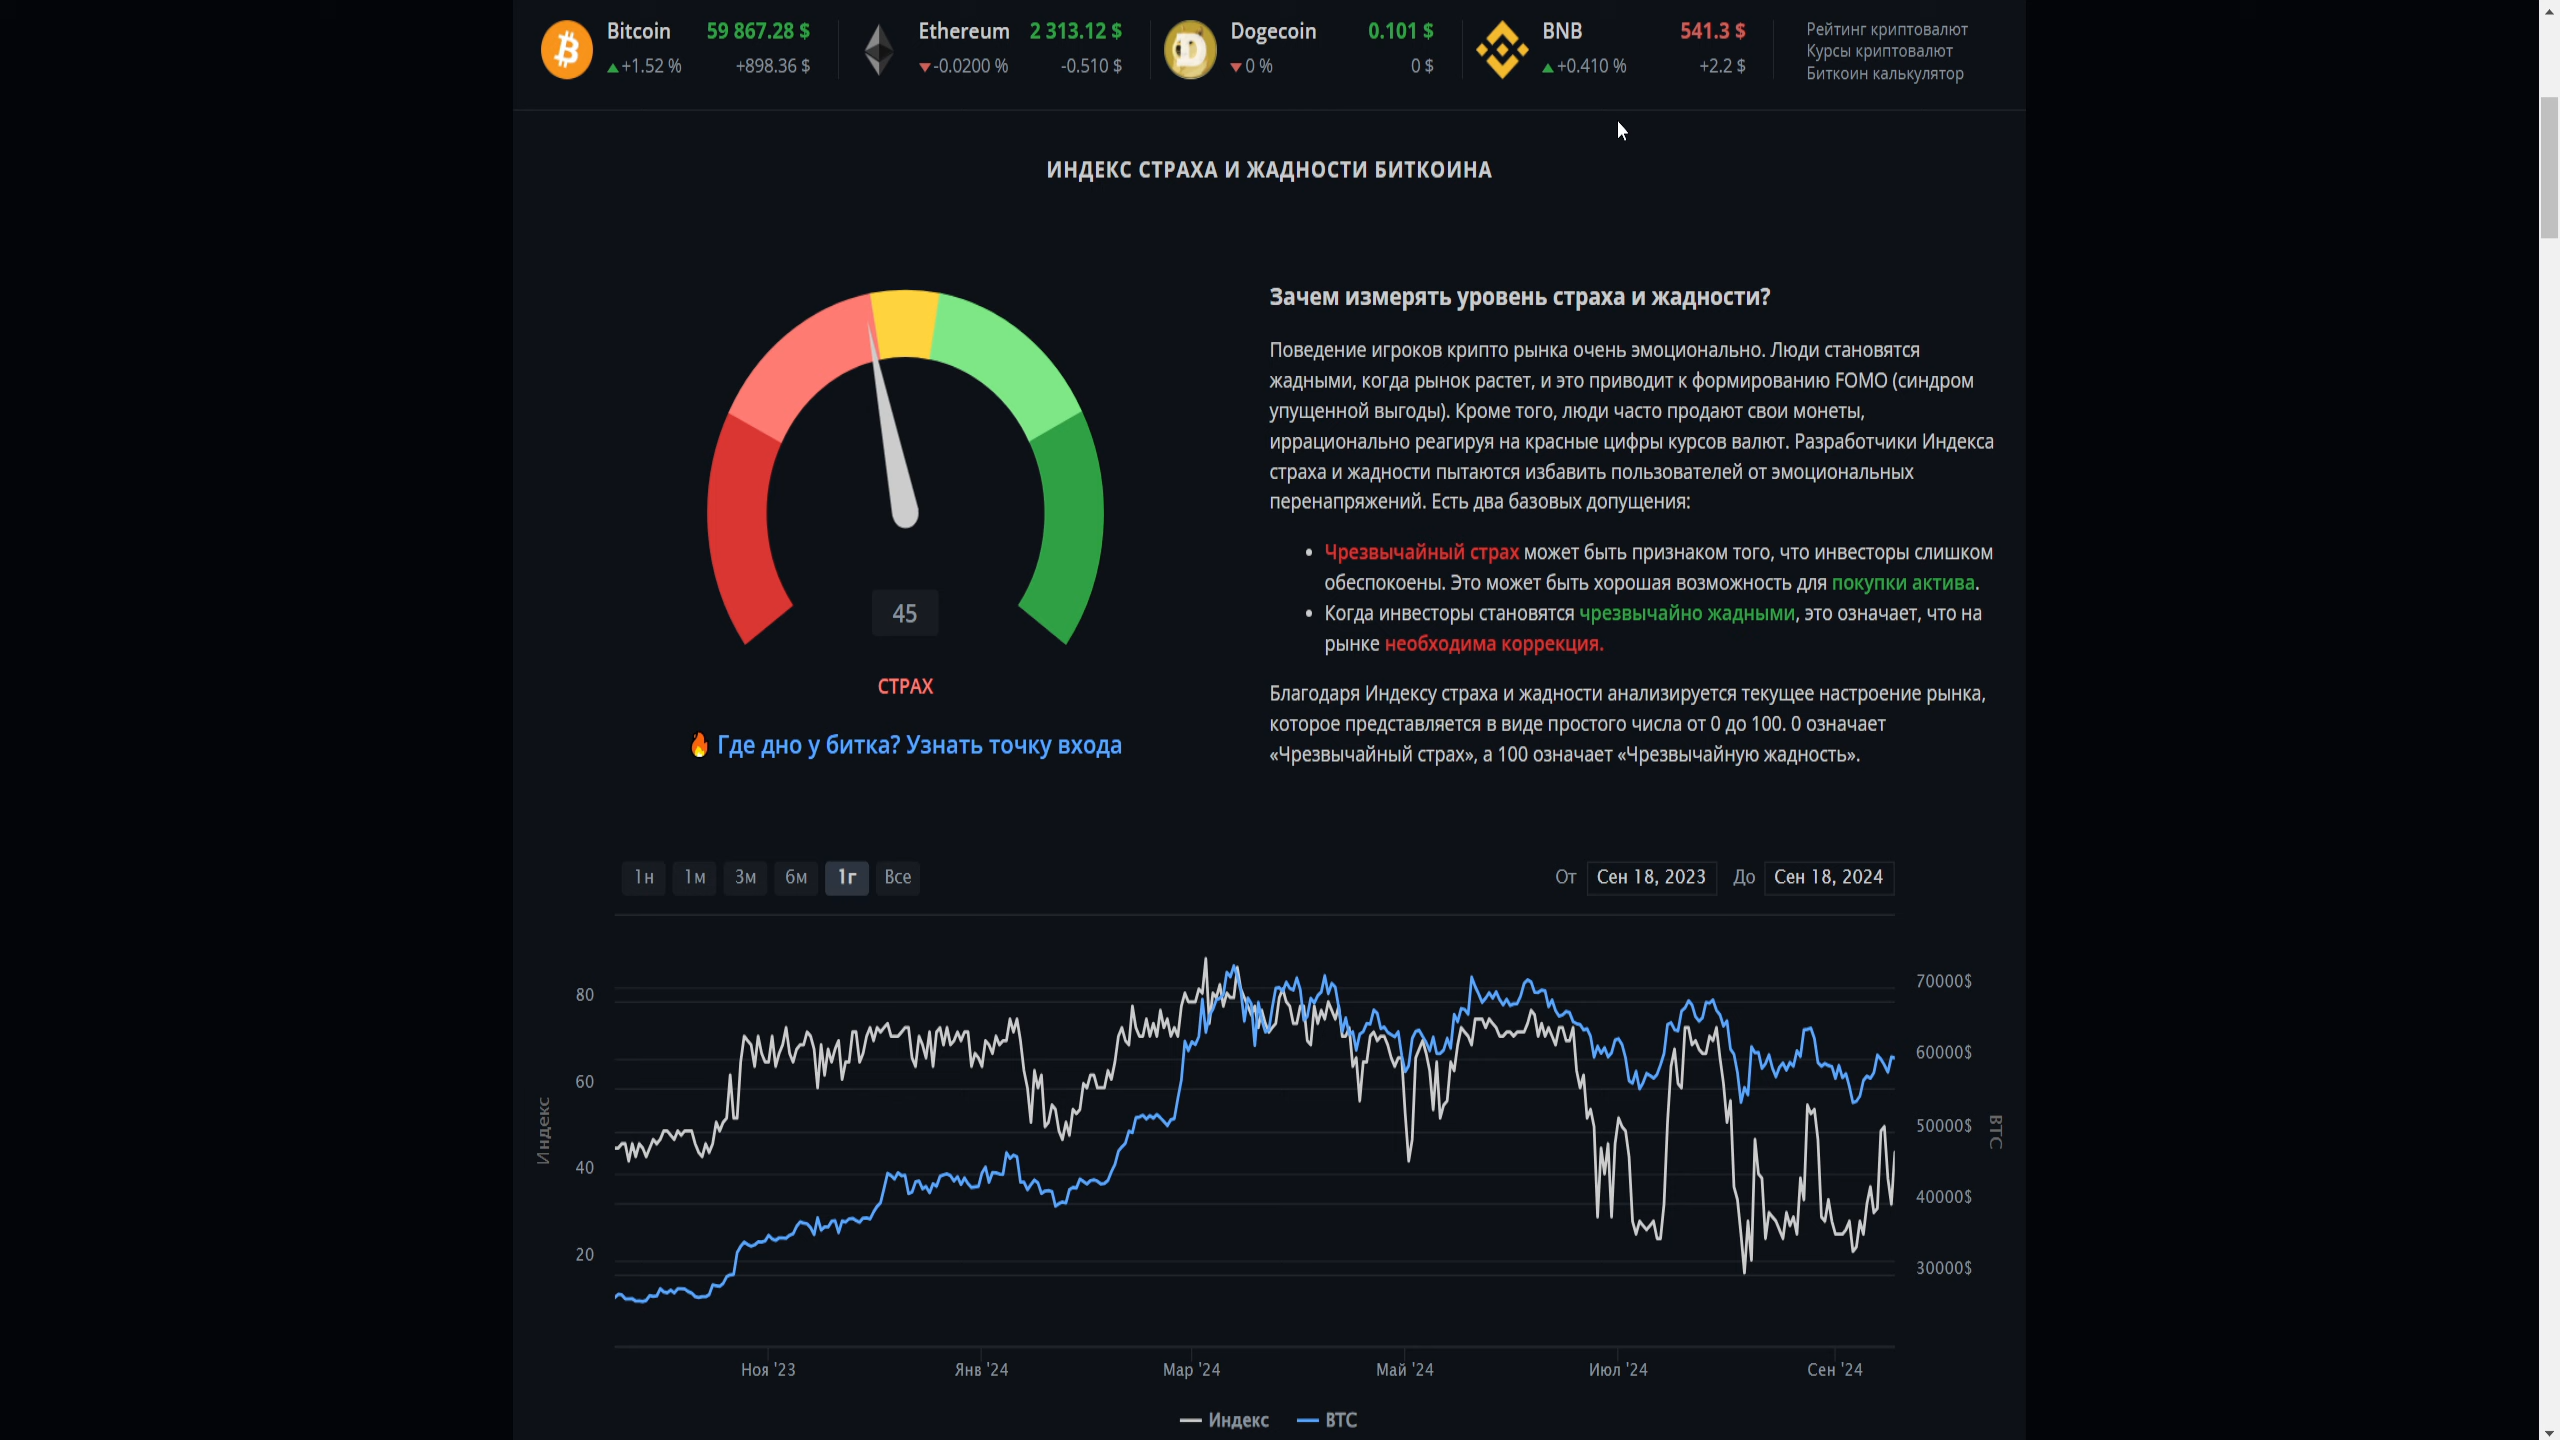 Bitcoin 59 867.28 $
+1.52 % +898.36 $
Ethereum 2 313.12 $
-0.0200 % -0.510 $
Dogecoin 0.101 $
0 % 0 $
BNB 541.3 $
+0.410 % +2.2 $
Рейтинг криптовалют
Курсы криптовалют
Биткоин калькулятор
ИНДЕКС СТРАХА И ЖАДНОСТИ БИТКОИНА
45
СТРАХ
Где дно у битка? Узнать точку входа
Зачем измерять уровень страха и жадности?
Поведение игроков крипто рынка очень эмоционально. Люди становятся
жадными, когда рынок растет, и это приводит к формированию FOMO (синдром
упущенной выгоды). Кроме того, люди часто продают свои монеты,
иррационально реагируя на красные цифры курсов валют. Разработчики Индекса
страха и жадности пытаются избавить пользователей от эмоциональных
перенапряжений. Есть два базовых допущения:
• Чрезвычайный страх может быть признаком того, что инвесторы слишком
обеспокоены. Это может быть хорошая возможность для покупки актива.
• Когда инвесторы становятся чрезвычайно жадными, это означает, что на
рынке необходима коррекция.
Благодаря Индексу страха и жадности анализируется текущее настроение рынка,
которое представляется в виде простого числа от 0 до 100. 0 означает
«Чрезвычайный страх», а 100 означает «Чрезвычайную жадность».
1н 1м 3м 6м 1г Все
От Сен 18, 2023 До Сен 18, 2024
80
60
40
20
Индекс
70000$
60000$
50000$
40000$
30000$
BTC
Ноя '23 Янв '24 Мар '24 Май '24 Июл '24 Сен '24
Индекс BTC